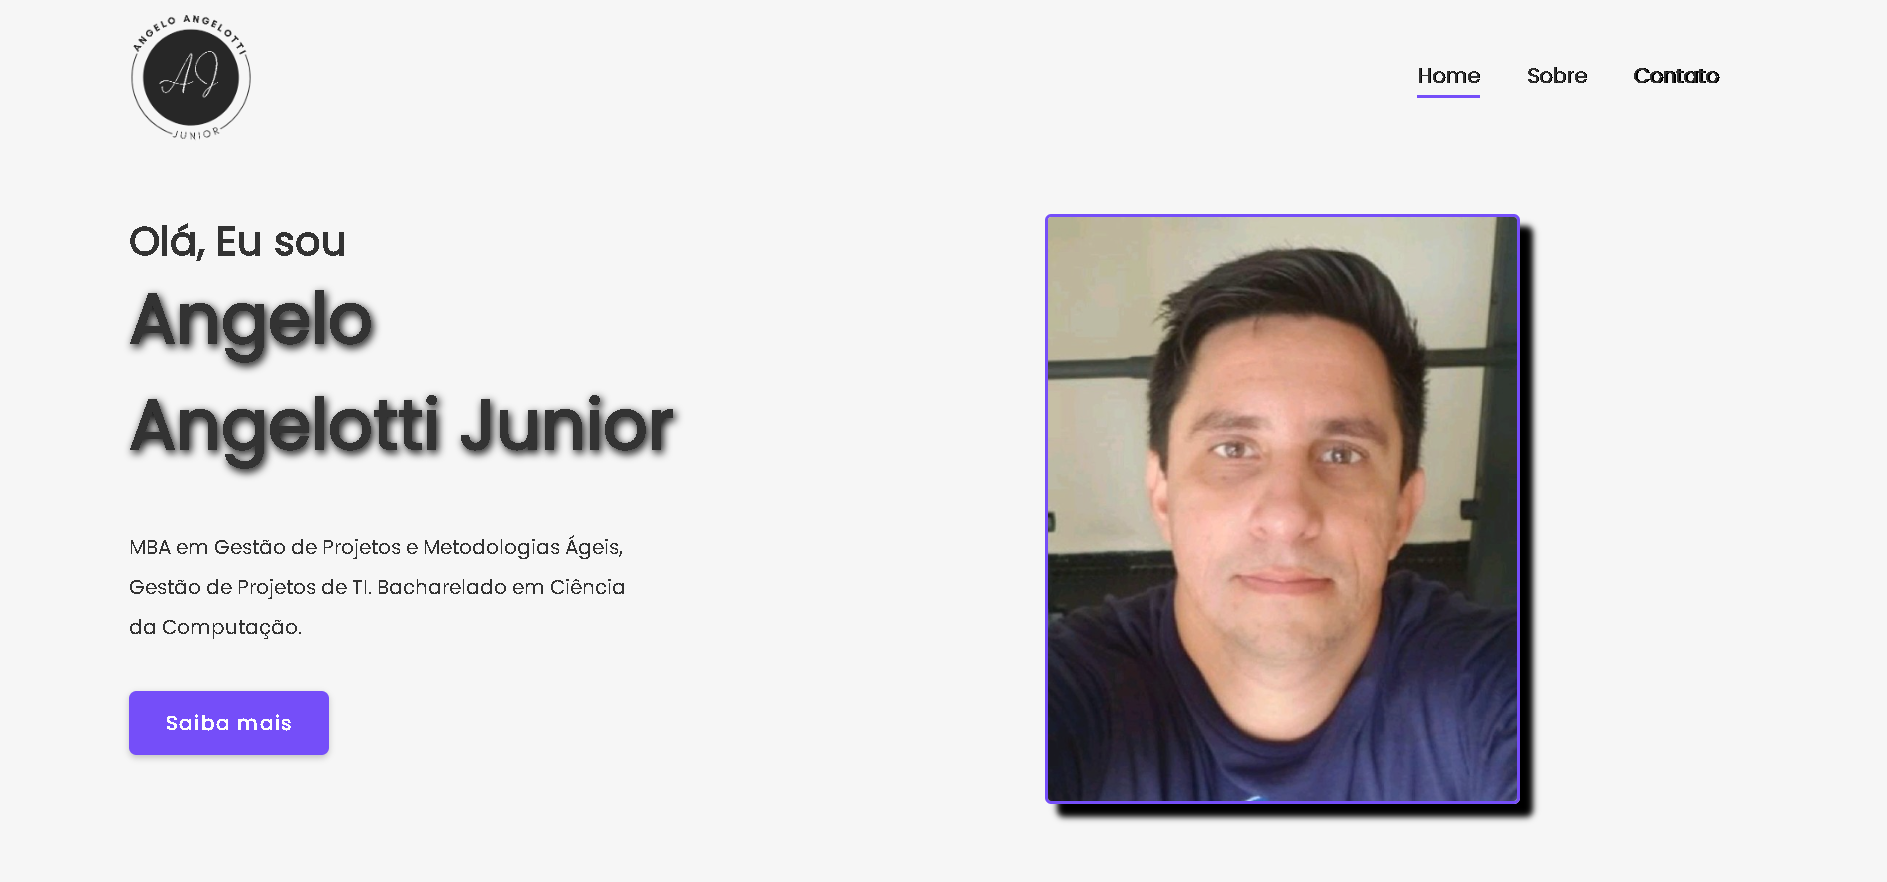 ANGELO ANGELOTTI
AJ
JUNIOR
Home Sobre Contato
Olá, Eu sou
Angelo
Angelotti Junior
MBA em Gestão de Projetos e Metodologias Ágeis,
Gestão de Projetos de TI. Bacharelado em Ciência
da Computação.
Saiba mais